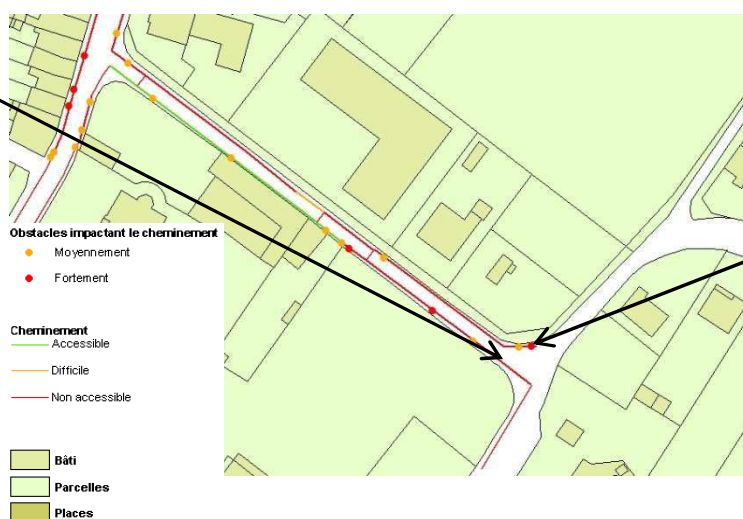 Obstacles impactant le cheminement
Moyennement
Fortement
Cheminement
Accessible
Difficile
Non accessible
Bâti
Parcelles
Places